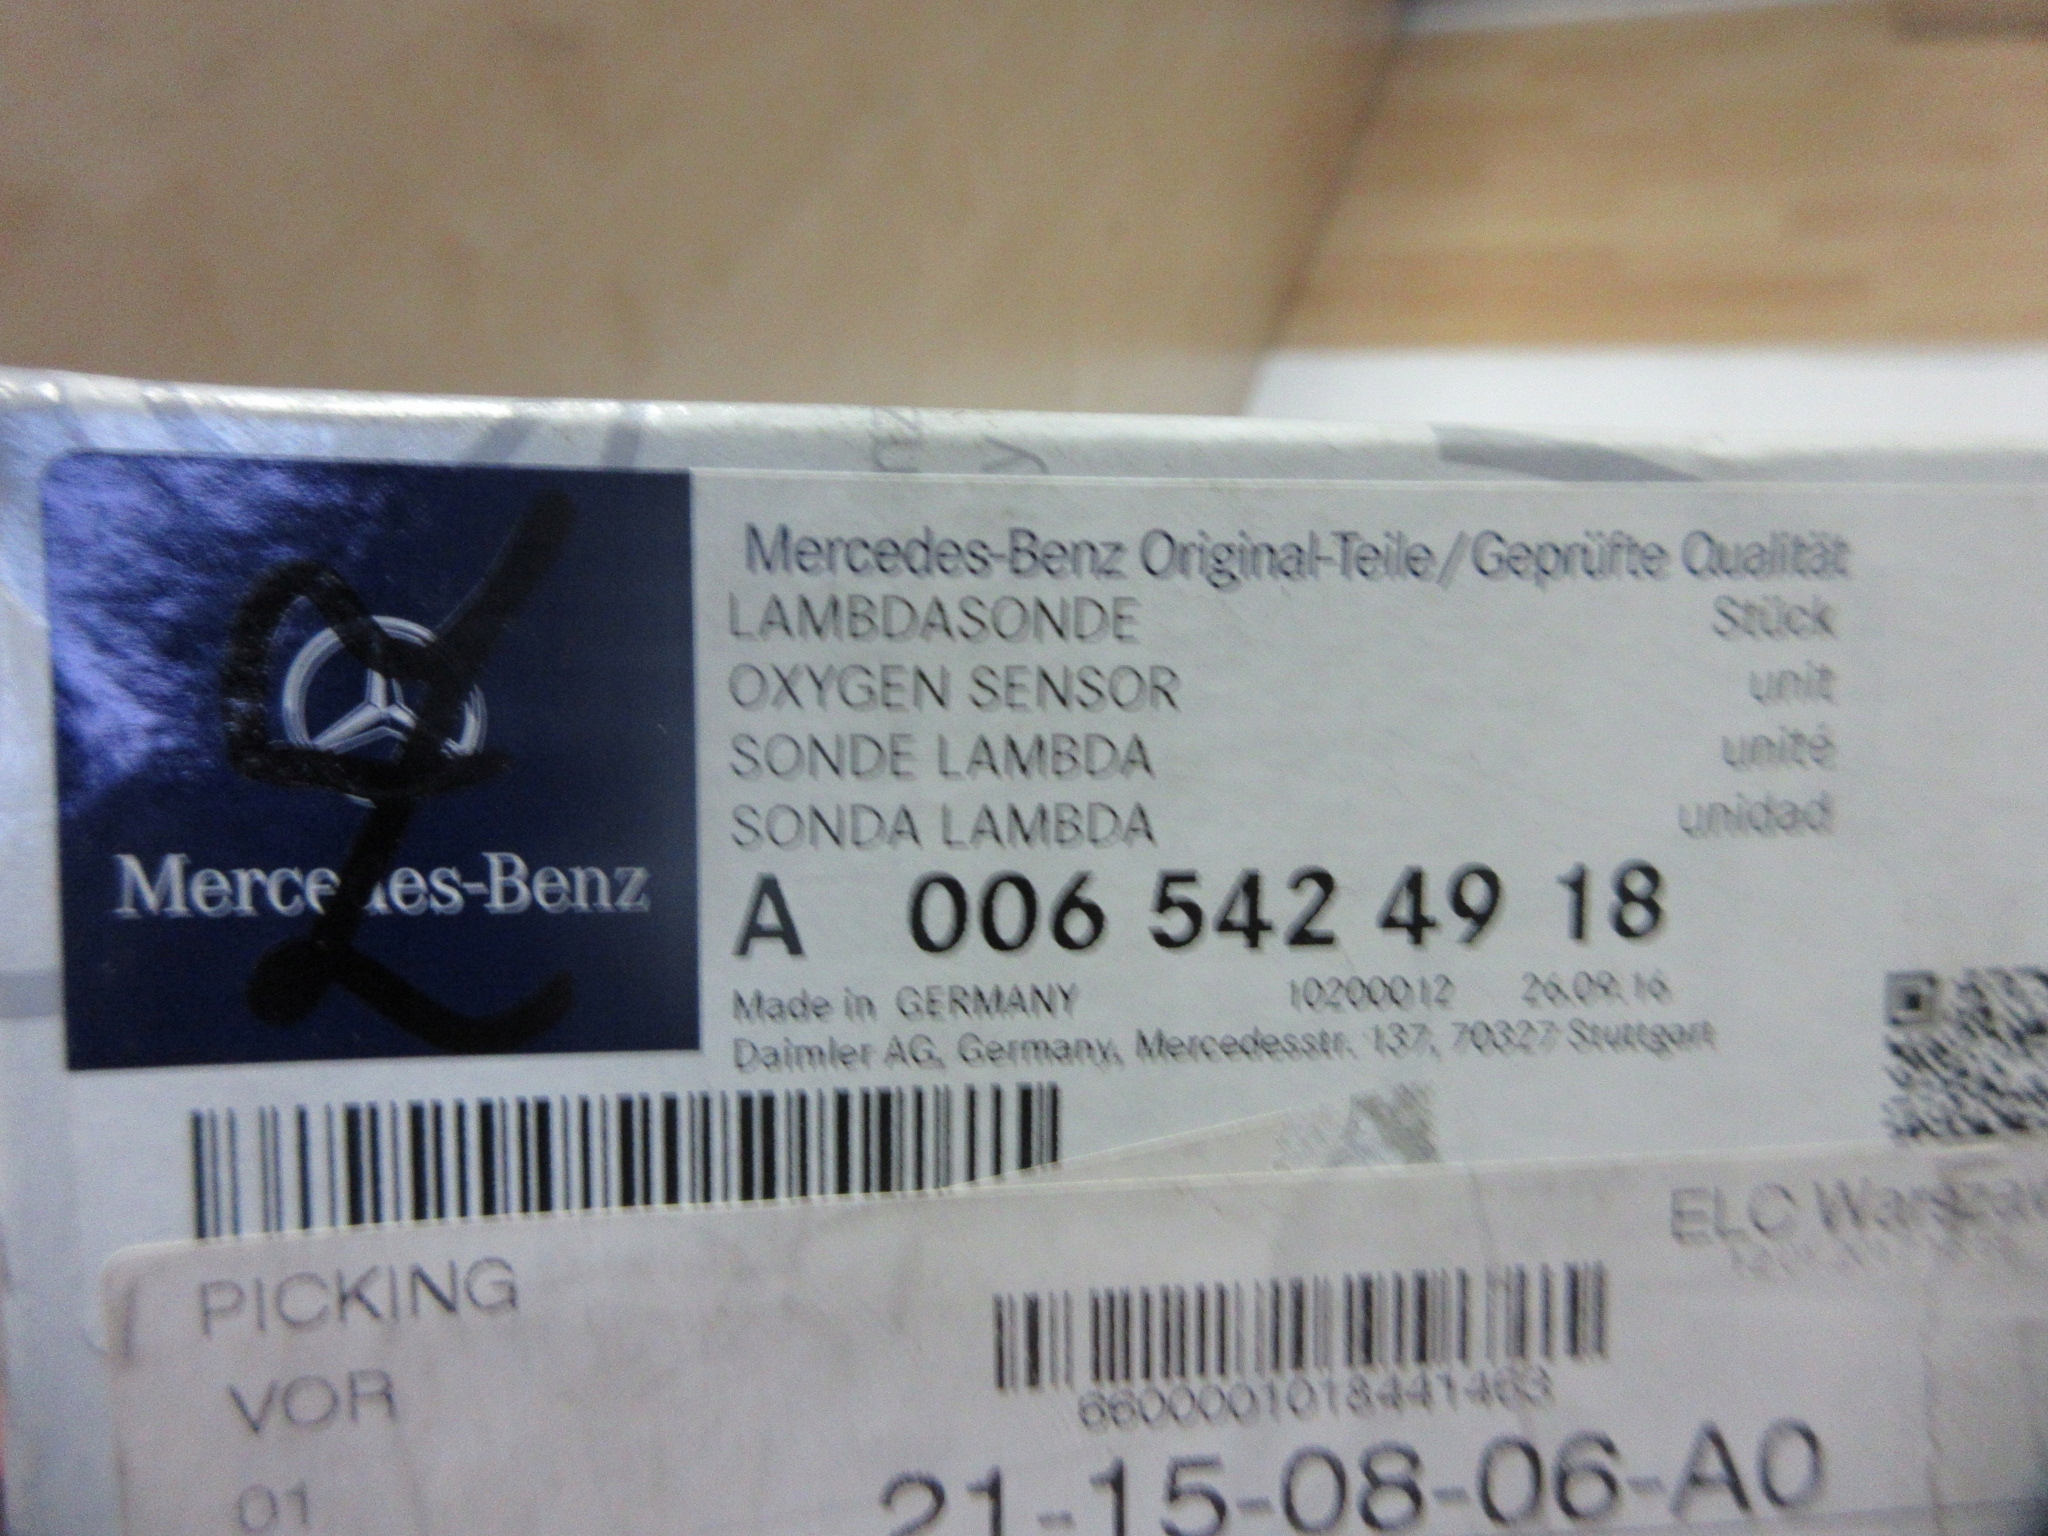 Mercedes-Benz
Mercedes-Benz Original-Teile/Geprüfte Qualität
LAMBDASONDE Stück
OXYGEN SENSOR unit
SONDE LAMBDA unité
SONDA LAMBDA unidad
A 006 542 49 18
Made in GERMANY 10200012 26.09.16
Daimler AG, Germany, Mercedesstr. 137, 70327 Stuttgart
ELC
PICKING
6600001018441463
VOR
21-15-08-06-A0
01